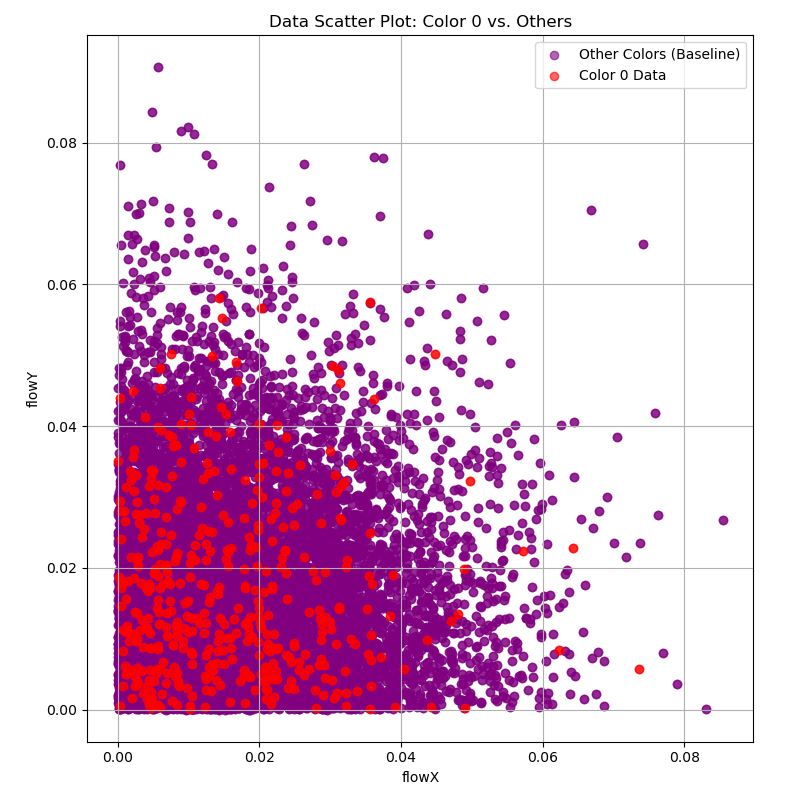 Data Scatter Plot: Color 0 vs. Others
Other Colors (Baseline)
Color 0 Data
flowY
0.08
0.06
0.04
0.02
0.00
0.00 0.02 0.04 0.06 0.08
flowX